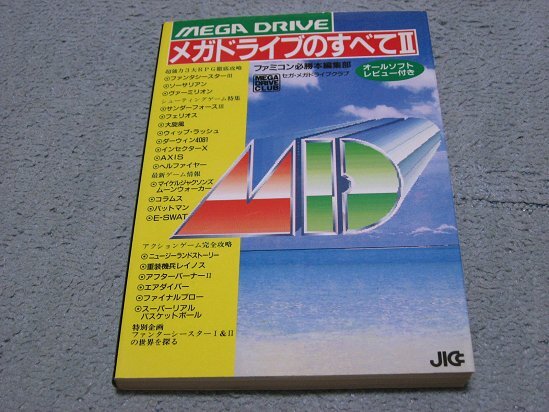 MEGA DRIVE
メガドライブのすべてII
ファミコン必勝本編集部
MEGA
DRIVE
CLUB
セガ・メガドライブクラブ
オールソフト
レビュー付き
超強力3大RPG徹底攻略
ファンタシースターIII
ソーサリアン
ヴァーミリオン
シューティングゲーム特集
サンダーフォースIII
フェリオス
大旋風
ウィップ・ラッシュ
ダーウィン4081
インセクターX
AXIS
ヘルファイヤー
最新ゲーム情報
マイケルジャクソンズ
ムーンウォーカー
コラムス
バットマン
E-SWAT
アクションゲーム完全攻略
ニュージーランドストーリー
重装機兵レイノス
アフターバーナーII
エアダイバー
ファイナルブロー
スーパーリアル
バスケットボール
特別企画
ファンタシースターI&II
の世界を探る
MD
JICC